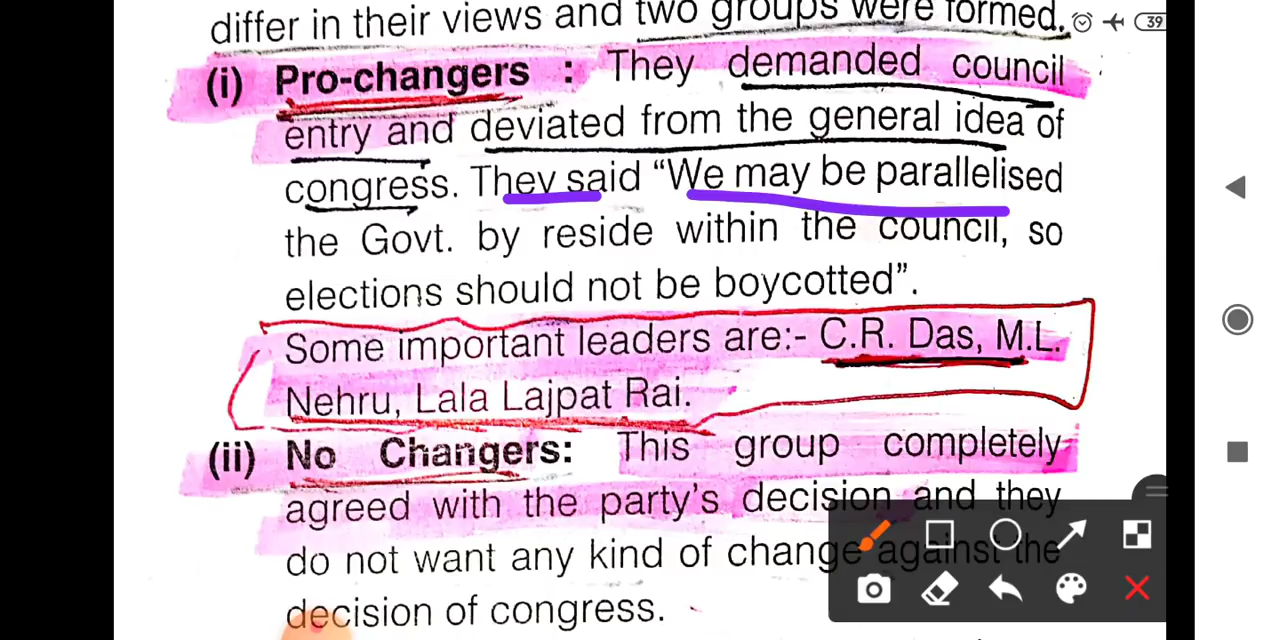 differ in their views and two groups were formed.
39
(i) Pro-changers : They demanded council
entry and deviated from the general idea of
congress. They said “We may be parallelised
the Govt. by reside within the council, so
elections should not be boycotted”.
Some important leaders are:- C.R. Das, M.L.
Nehru, Lala Lajpat Rai.
(ii) No Changers: This group completely
agreed with the party's decision and they
do not want any kind of change against the
decision of congress.